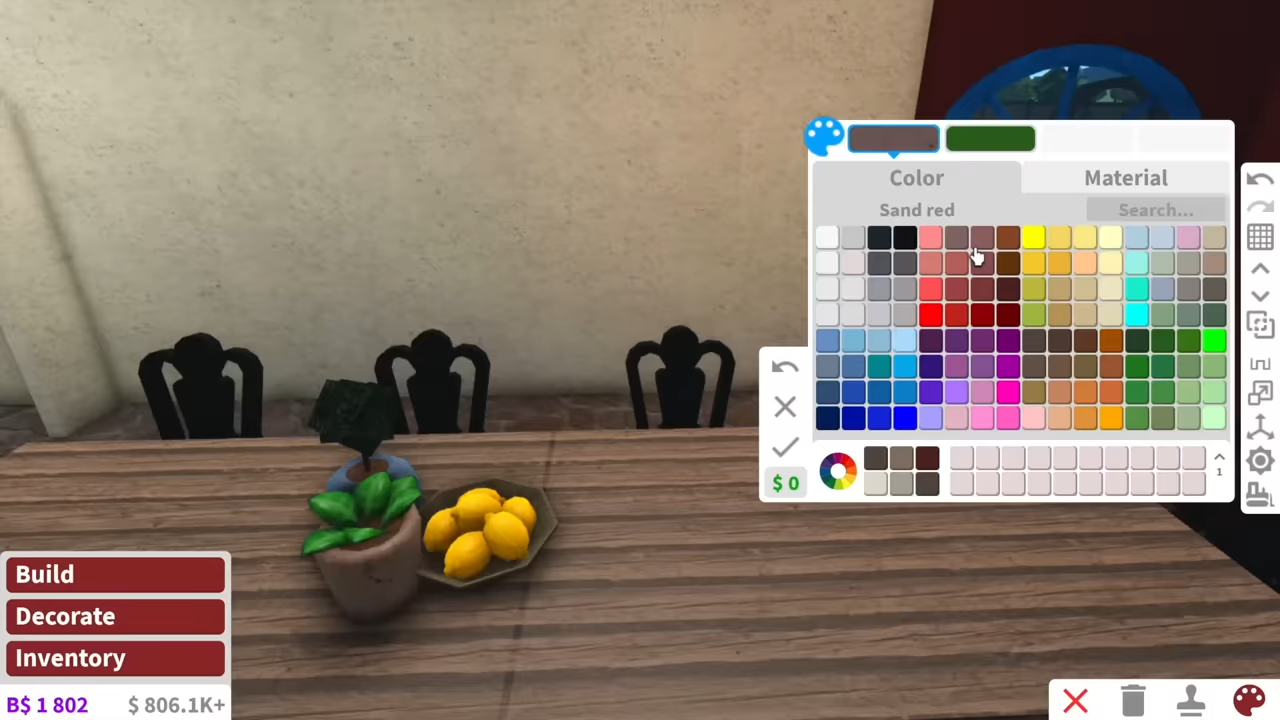 Color
Material
Sand red
Search...
$ 0
1
Build
Decorate
Inventory
B$ 1 802
$ 806.1K+